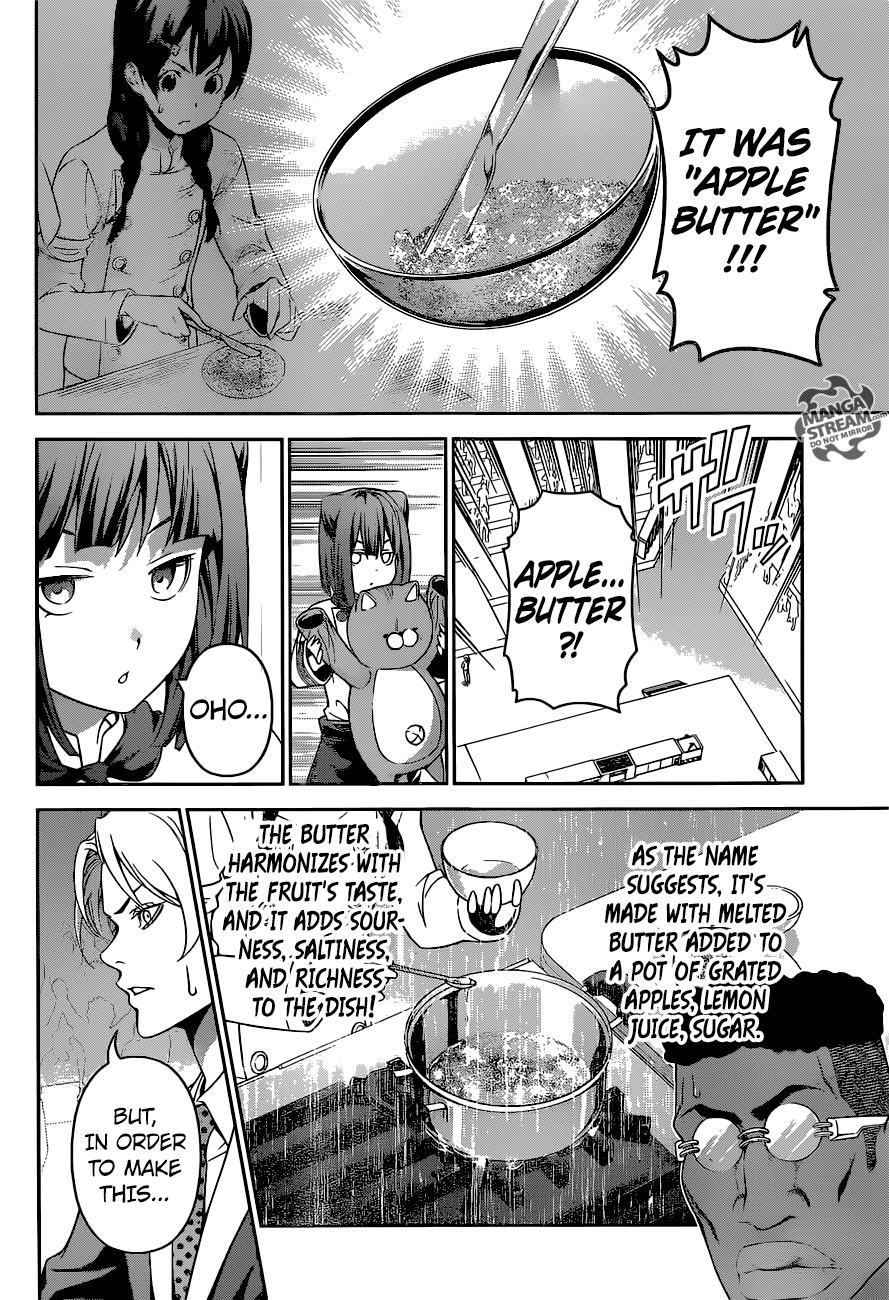 IT WAS
"APPLE
BUTTER"
!!!
MANGA
STREAM.com
DO NOT MIRROR
OHO...
APPLE...
BUTTER
?!
THE BUTTER
HARMONIZES WITH
THE FRUIT'S TASTE,
AND IT ADDS SOUR-
NESS, SALTINESS,
AND RICHNESS
TO THE DISH!
AS THE NAME
SUGGESTS, IT'S
MADE WITH MELTED
BUTTER ADDED TO
A POT OF GRATED
APPLES, LEMON
JUICE, SUGAR.
BUT,
IN ORDER
TO MAKE
THIS...